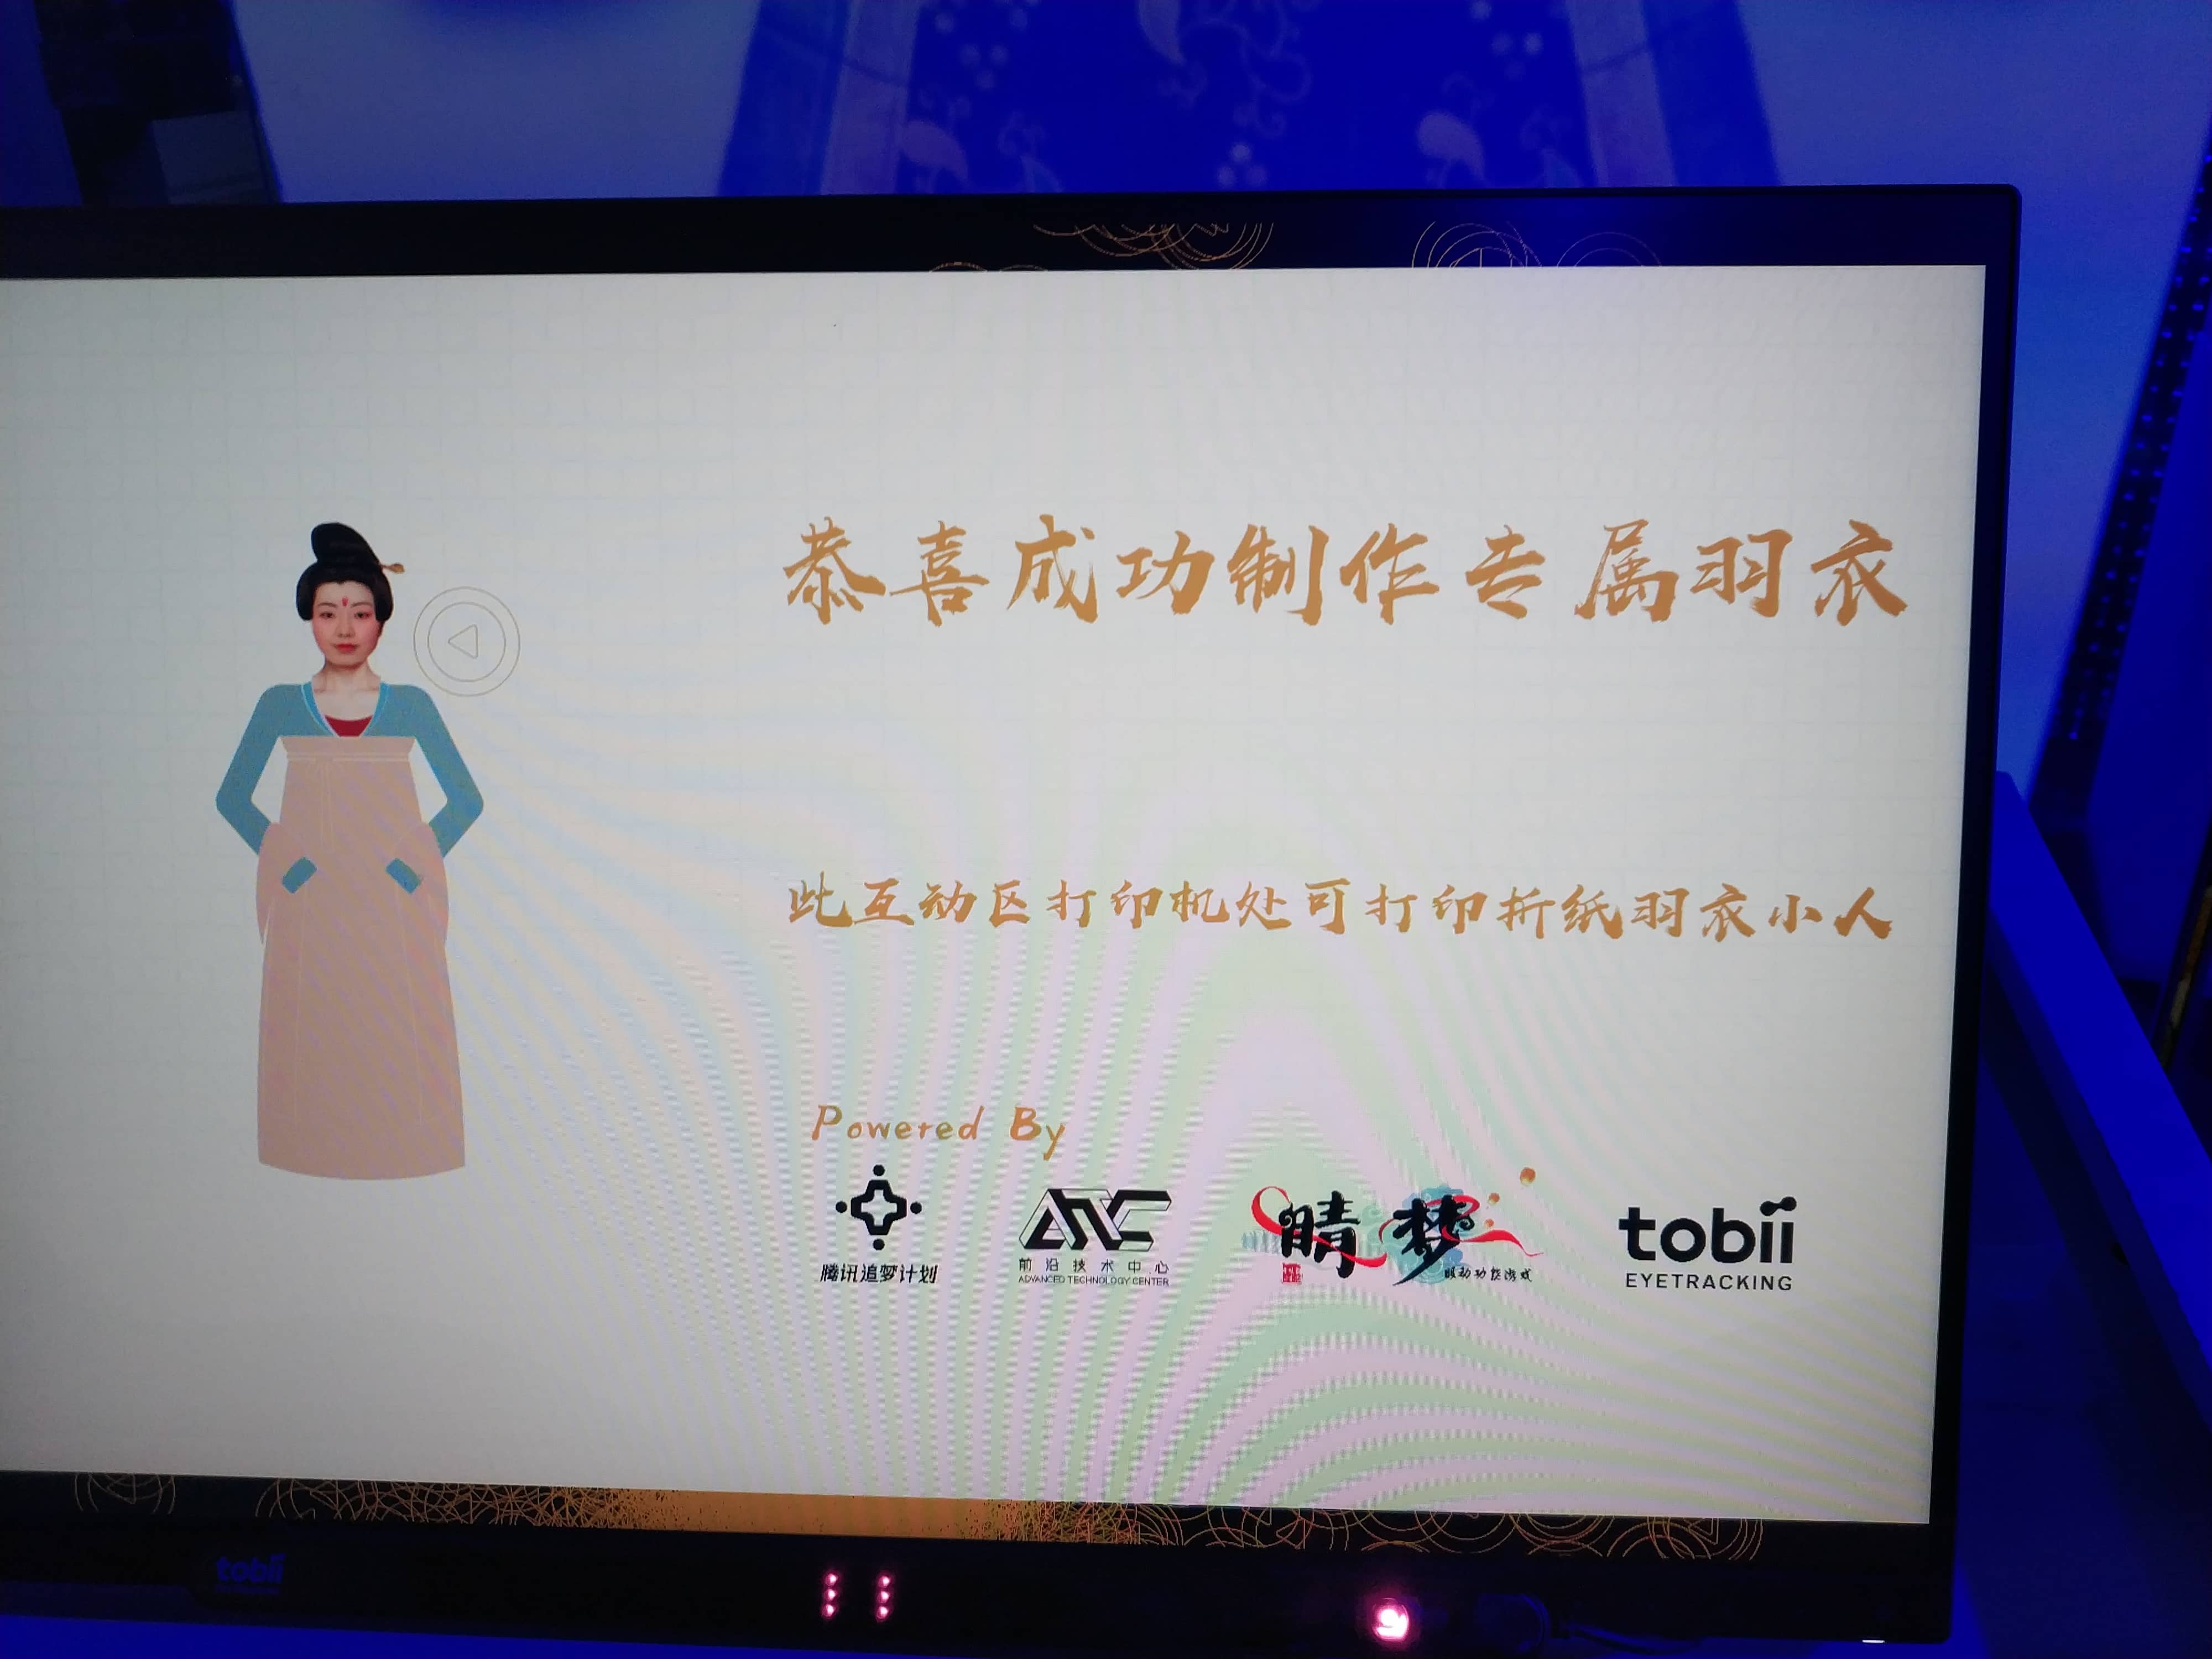 恭喜成功制作专属羽衣
此互动区打印机处可打印折纸羽衣小人
Powered By
腾讯追梦计划
ATC
前沿技术中心
ADVANCED TECHNOLOGY CENTER
睛梦
眼动功能游戏
tobii
EYETRACKING
tobii